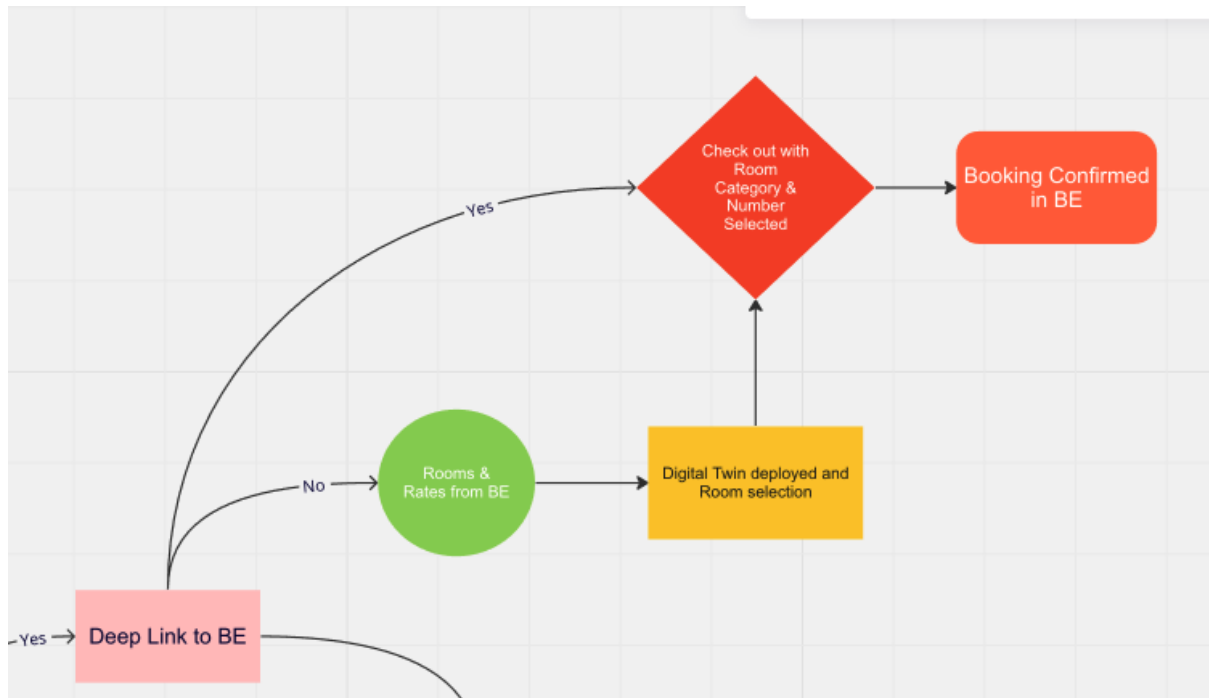 Check out with
Room
Category &
Number
Selected
Booking Confirmed
in BE
Yes
Rooms &
Rates from BE
Digital Twin deployed and
Room selection
No
Yes
Deep Link to BE